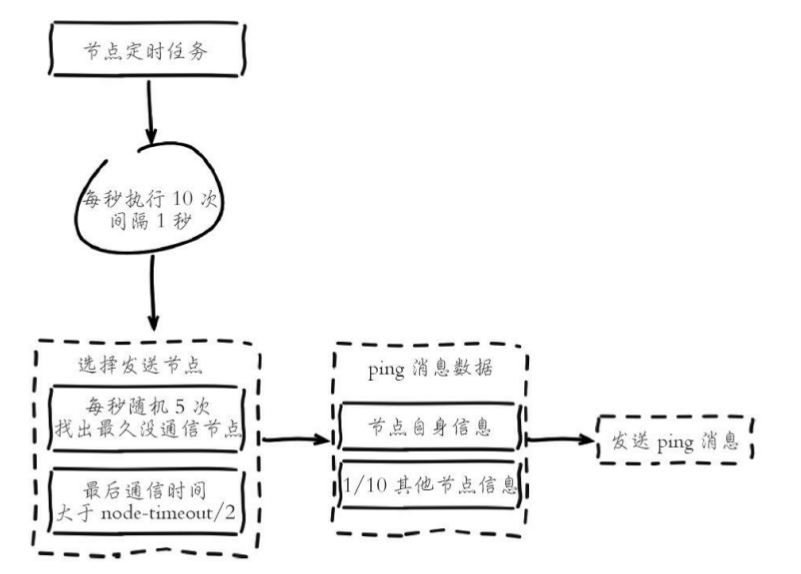 节点定时任务
每秒执行 10 次
间隔 1 秒
选择发送节点
每秒随机 5 次
找出最久没通信节点
最后通信时间
大于 node-timeout/2
ping 消息数据
节点自身信息
1/10 其他节点信息
发送 ping 消息